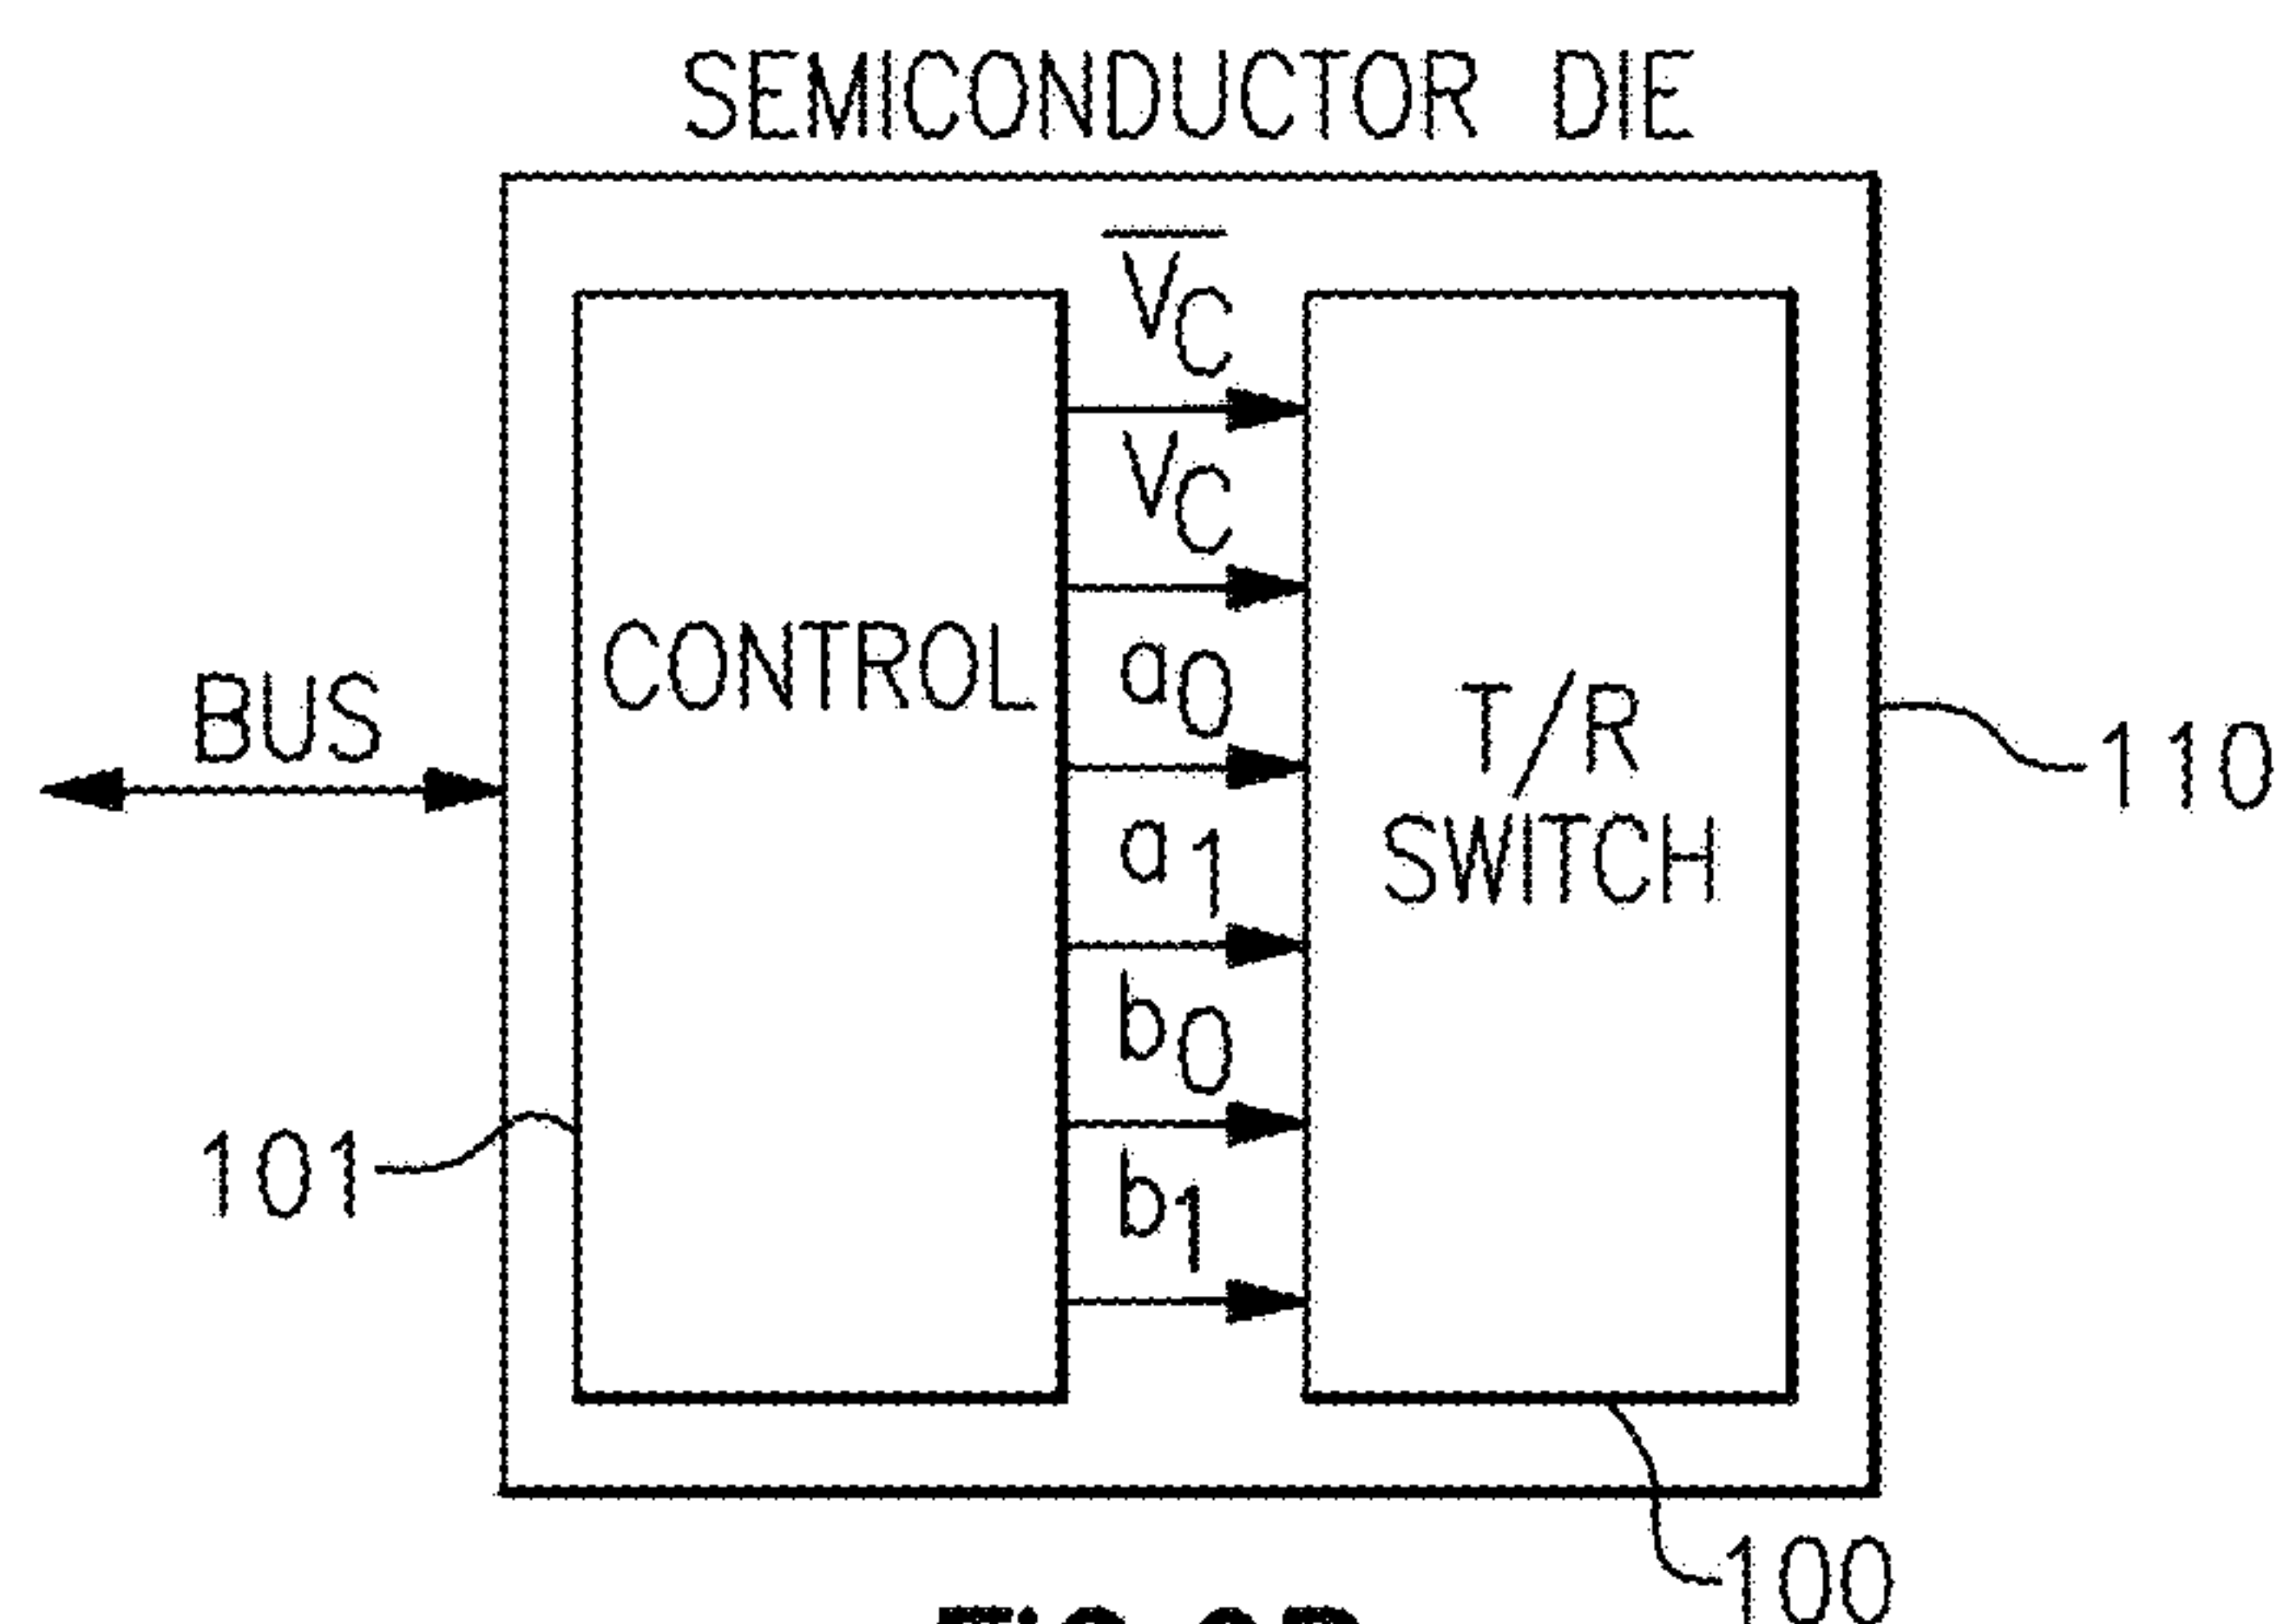 SEMICONDUCTOR DIE
V̅C
VC
CONTROL
a0
T/R
SWITCH
BUS
110
a1
b0
101
b1
100